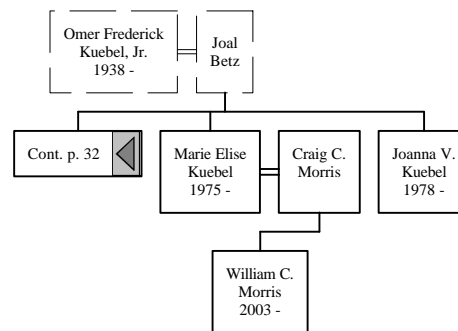 Omer Frederick
Kuebel, Jr.
1938 -
Joal
Betz
Cont. p. 32
Marie Elise
Kuebel
1975 -
Craig C.
Morris
Joanna V.
Kuebel
1978 -
William C.
Morris
2003 -